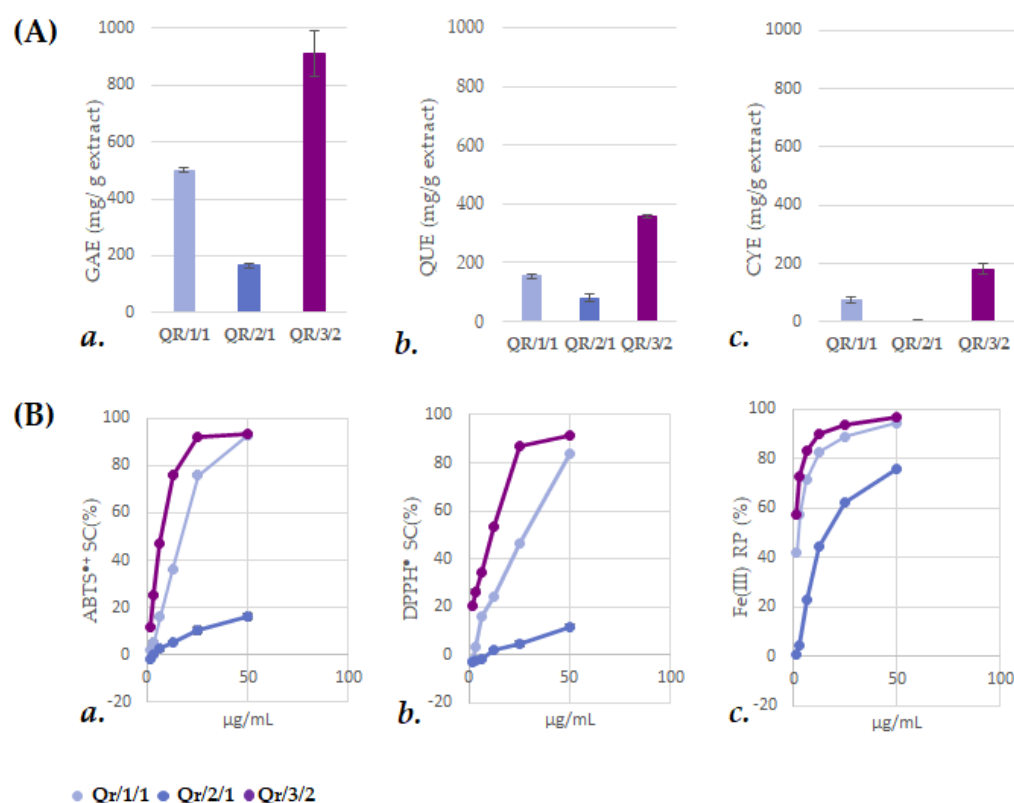 (A)
GAE (mg/ g extract)
1000
800
600
400
200
0
QR/1/1 QR/2/1 QR/3/2
a.
QUE (mg/g extract)
1000
800
600
400
200
0
QR/1/1 QR/2/1 QR/3/2
b.
CYE (mg/g extract)
1000
800
600
400
200
0
QR/1/1 QR/2/1 QR/3/2
c.
(B)
ABTS•+ SC(%)
100
80
60
40
20
0
-20
0 50 100
µg/mL
a.
DPPH• SC(%)
100
80
60
40
20
0
-20
0 50 100
µg/mL
b.
Fe(III) RP (%)
100
80
60
40
20
0
-20
0 50 100
µg/mL
c.
Qr/1/1 Qr/2/1 Qr/3/2